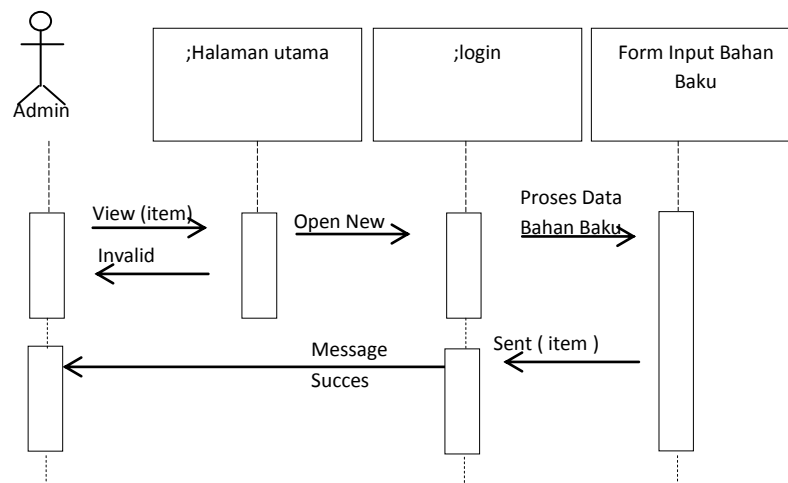 ;Halaman utama
;login
Form Input Bahan
Baku
Admin
View (item)
Open New
Proses Data
Bahan Baku
Invalid
Sent ( item )
Message
Succes